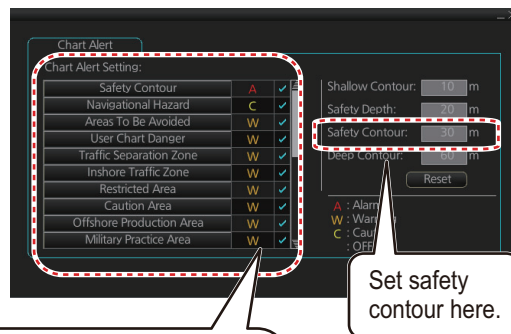 Chart Alert
Chart Alert Setting:
Safety Contour A
Navigational Hazard C
Areas To Be Avoided W
User Chart Danger W
Traffic Separation Zone W
Inshore Traffic Zone W
Restricted Area W
Caution Area W
Offshore Production Area W
Military Practice Area W
Shallow Contour: 10 m
Safety Depth: 20 m
Safety Contour: 30 m
Deep Contour: 60 m
Reset
A : Alarm
W :
C :
: OFF
Set safety
contour here.